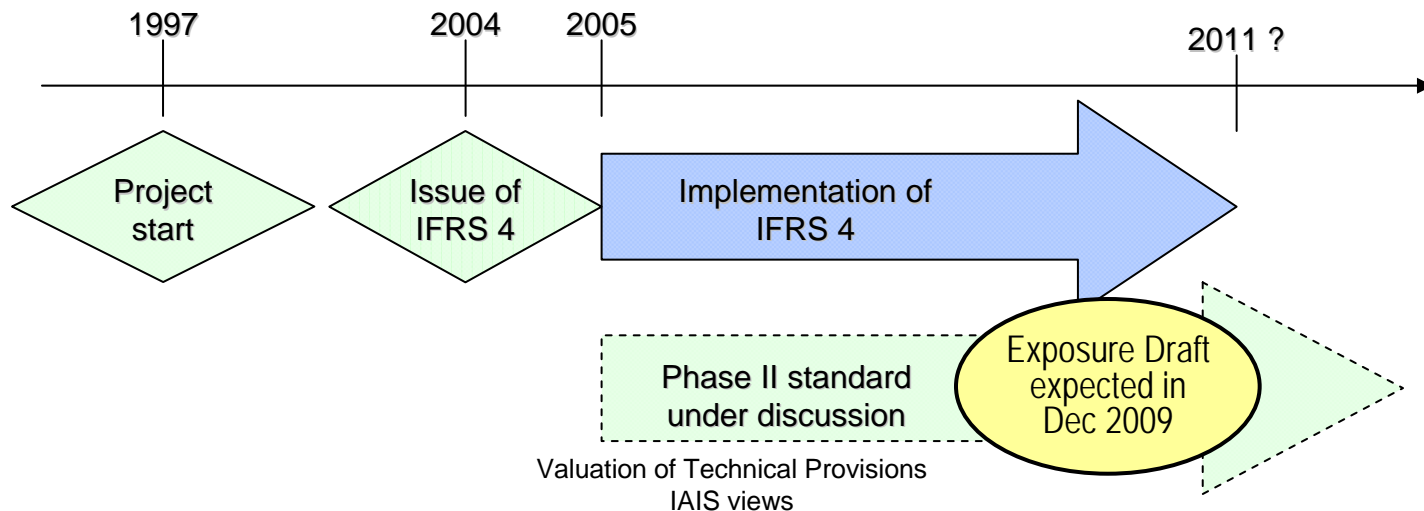 1997
2004
2005
2011 ?
Project
start
Issue of
IFRS 4
Implementation of
IFRS 4
Phase II standard
under discussion
Exposure Draft
expected in
Dec 2009
Valuation of Technical Provisions
IAIS views